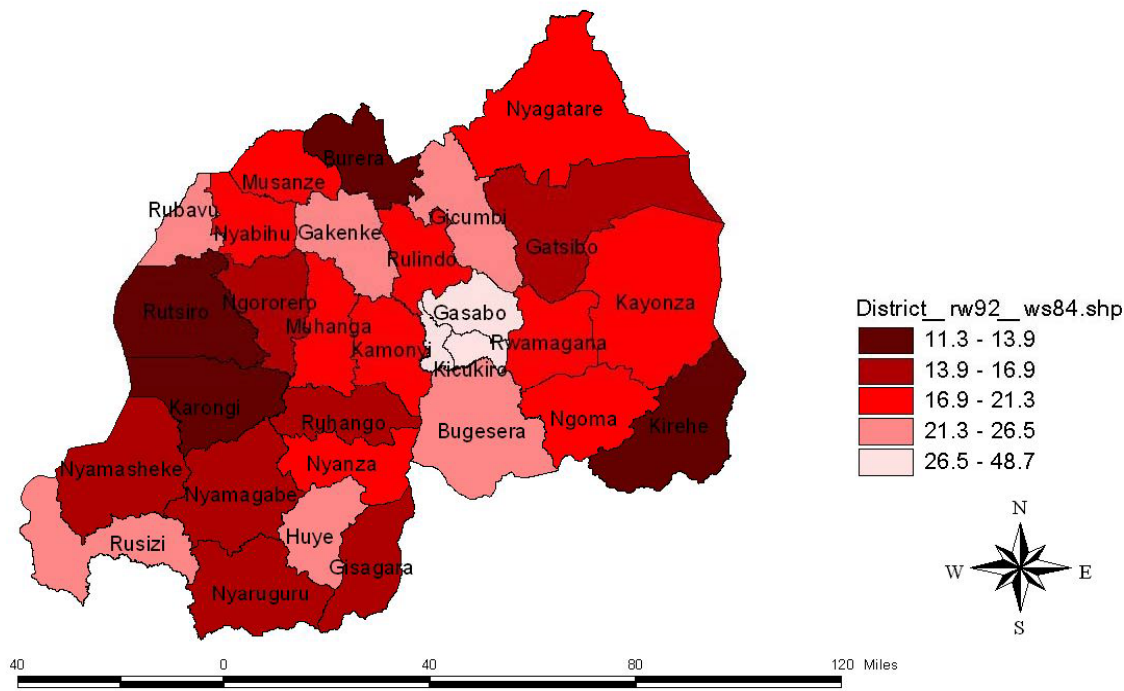 Nyagatare
Burera
Musanze
Rubavu
Nyabihu
Gakenke
Gicumbi
Rulindo
Gatsibo
Rutsiro
Ngororero
Muhanga
Kamonyi
Gasabo
Kayonza
Rwamagana
Kicukiro
Karongi
Ruhango
Bugesera
Ngoma
Kirehe
Nyamasheke
Nyamagabe
Nyanza
Rusizi
Huye
Gisagara
Nyaruguru
District__rw92__ws84.shp
11.3 - 13.9
13.9 - 16.9
16.9 - 21.3
21.3 - 26.5
26.5 - 48.7
N
W E
S
40 0 40 80 120 Miles